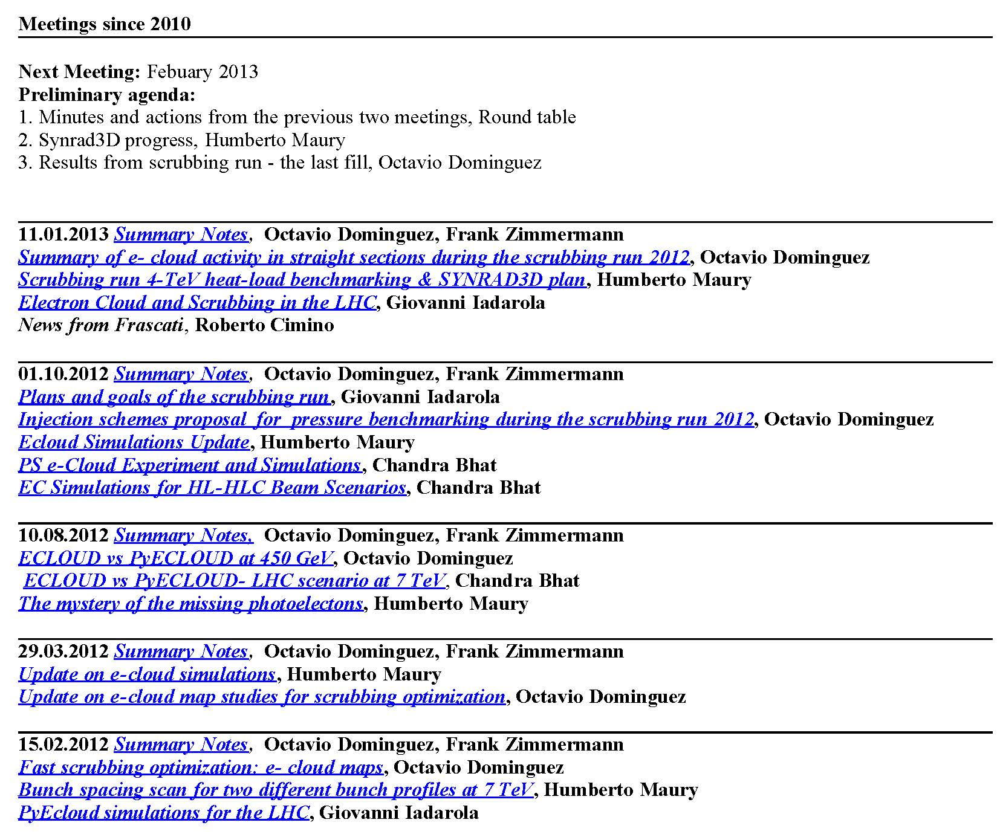 Meetings since 2010
Next Meeting: Febuary 2013
Preliminary agenda:
1. Minutes and actions from the previous two meetings, Round table
2. Synrad3D progress, Humberto Maury
3. Results from scrubbing run - the last fill, Octavio Dominguez
11.01.2013 Summary Notes, Octavio Dominguez, Frank Zimmermann
Summary of e- cloud activity in straight sections during the scrubbing run 2012, Octavio Dominguez
Scrubbing run 4-TeV heat-load benchmarking & SYNRAD3D plan, Humberto Maury
Electron Cloud and Scrubbing in the LHC, Giovanni Iadarola
News from Frascati, Roberto Cimino
01.10.2012 Summary Notes, Octavio Dominguez, Frank Zimmermann
Plans and goals of the scrubbing run, Giovanni Iadarola
Injection schemes proposal for pressure benchmarking during the scrubbing run 2012, Octavio Dominguez
Ecloud Simulations Update, Humberto Maury
PS e-Cloud Experiment and Simulations, Chandra Bhat
EC Simulations for HL-HLC Beam Scenarios, Chandra Bhat
10.08.2012 Summary Notes, Octavio Dominguez, Frank Zimmermann
ECLOUD vs PyECLOUD at 450 GeV, Octavio Dominguez
ECLOUD vs PyECLOUD- LHC scenario at 7 TeV, Chandra Bhat
The mystery of the missing photoelectons, Humberto Maury
29.03.2012 Summary Notes, Octavio Dominguez, Frank Zimmermann
Update on e-cloud simulations, Humberto Maury
Update on e-cloud map studies for scrubbing optimization, Octavio Dominguez
15.02.2012 Summary Notes, Octavio Dominguez, Frank Zimmermann
Fast scrubbing optimization: e- cloud maps, Octavio Dominguez
Bunch spacing scan for two different bunch profiles at 7 TeV, Humberto Maury
PyEcloud simulations for the LHC, Giovanni Iadarola